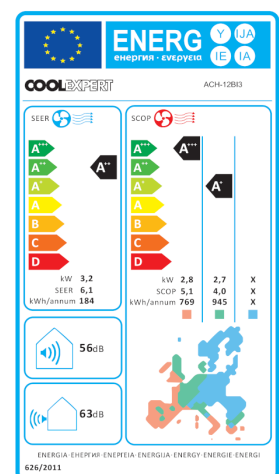 ENERG
Y IJA
IE IA
енергия · ενεργεια
COOLEXPERT
ACH-12BI3
SEER
SCOP
A+++ A+++ A+++
A++ A++ A++
A+ A+ A+
A A
B B
C C
D D
kW 3,2
SEER 6,1
kWh/annum 184
kW 2,8 2,7 X
SCOP 5,1 4,0 X
kWh/annum 769 945 X
56dB
63dB
ENERGIA·ЕНЕРГИЯ·ΕΝΕΡΓΕΙΑ·ENERGIJA·ENERGY·ENERGIE·ENERGI
626/2011